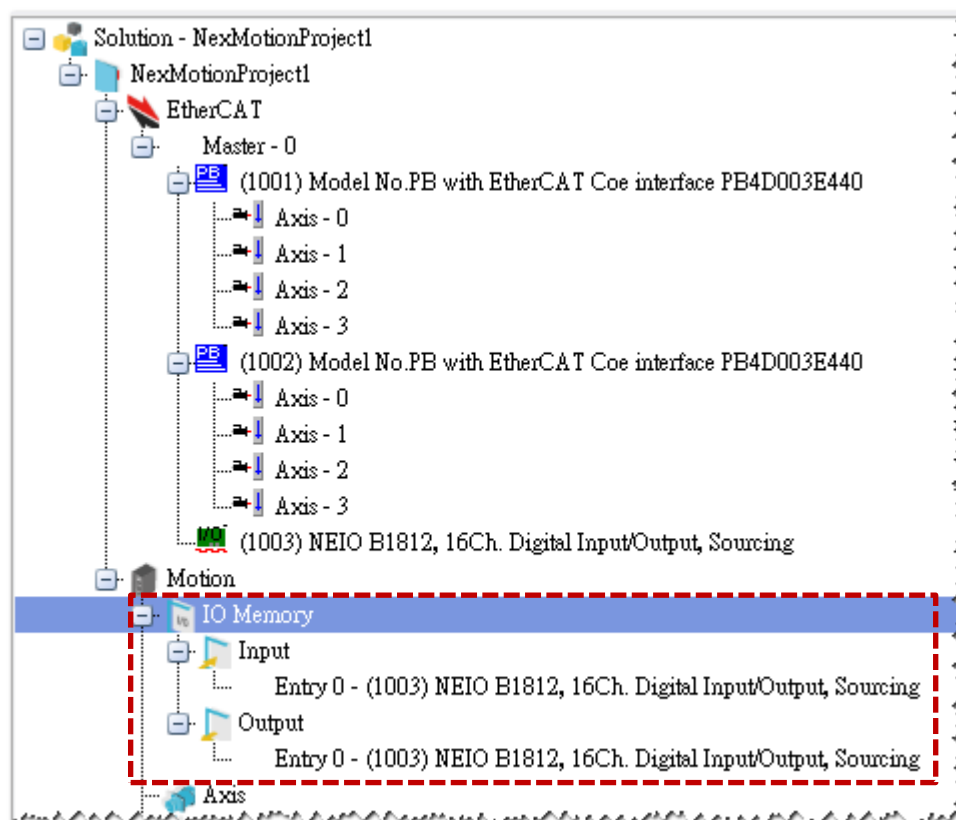 Solution - NexMotionProject1
NexMotionProject1
EtherCAT
Master - 0
PB (1001) Model No.PB with EtherCAT Coe interface PB4D003E440
Axis - 0
Axis - 1
Axis - 2
Axis - 3
PB (1002) Model No.PB with EtherCAT Coe interface PB4D003E440
Axis - 0
Axis - 1
Axis - 2
Axis - 3
I/O (1003) NEIO B1812, 16Ch. Digital Input/Output, Sourcing
Motion
I/O IO Memory
Input
Entry 0 - (1003) NEIO B1812, 16Ch. Digital Input/Output, Sourcing
Output
Entry 0 - (1003) NEIO B1812, 16Ch. Digital Input/Output, Sourcing
Axis